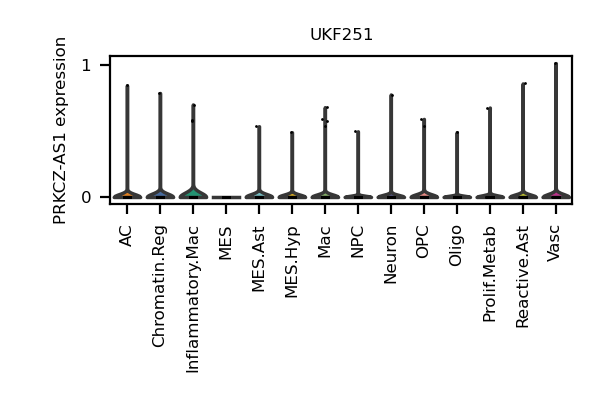 UKF251
PRKCZ-AS1 expression
1
0
AC
Chromatin.Reg
Inflammatory.Mac
MES
MES.Ast
MES.Hyp
Mac
NPC
Neuron
OPC
Oligo
Prolif.Metab
Reactive.Ast
Vasc